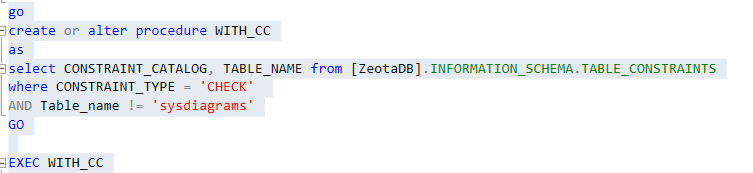 go
create or alter procedure WITH_CC
as
select CONSTRAINT_CATALOG, TABLE_NAME from [ZeotaDB].INFORMATION_SCHEMA.TABLE_CONSTRAINTS
where CONSTRAINT_TYPE = 'CHECK'
AND Table_name != 'sysdiagrams'
GO
EXEC WITH_CC